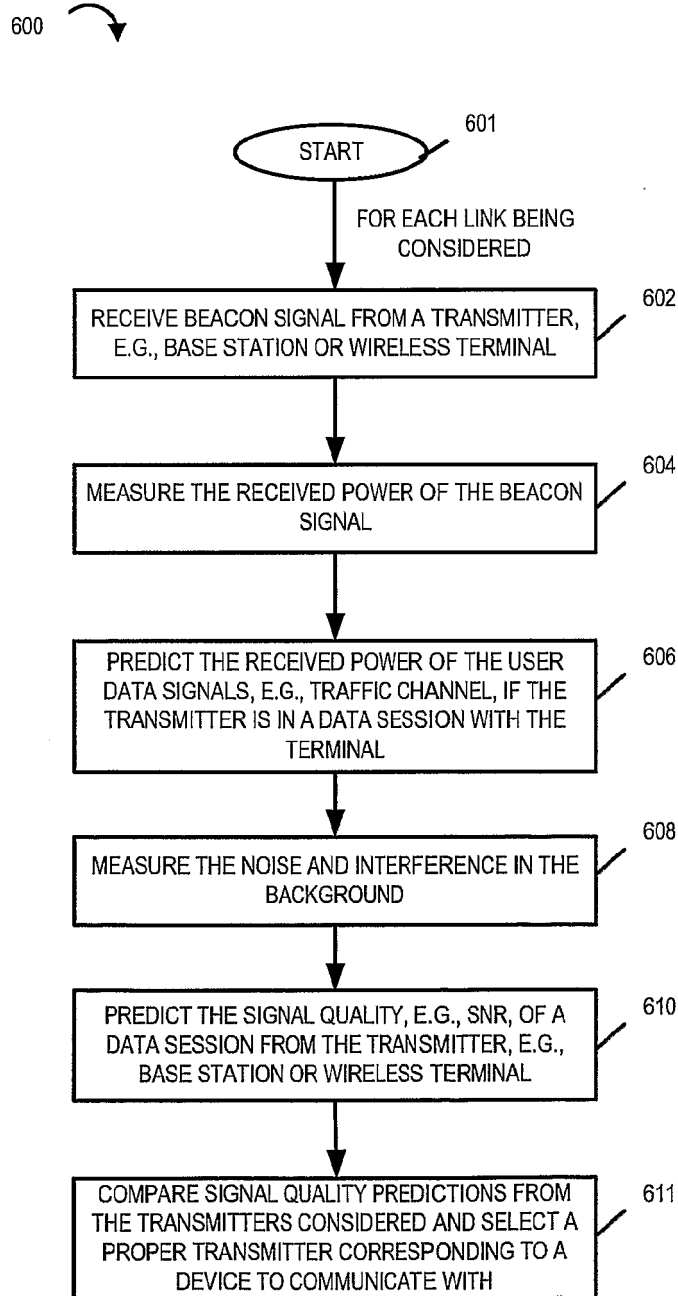 600
START
601
FOR EACH LINK BEING
CONSIDERED
RECEIVE BEACON SIGNAL FROM A TRANSMITTER,
E.G., BASE STATION OR WIRELESS TERMINAL
602
MEASURE THE RECEIVED POWER OF THE BEACON
SIGNAL
604
PREDICT THE RECEIVED POWER OF THE USER
DATA SIGNALS, E.G., TRAFFIC CHANNEL, IF THE
TRANSMITTER IS IN A DATA SESSION WITH THE
TERMINAL
606
MEASURE THE NOISE AND INTERFERENCE IN THE
BACKGROUND
608
PREDICT THE SIGNAL QUALITY, E.G., SNR, OF A
DATA SESSION FROM THE TRANSMITTER, E.G.,
BASE STATION OR WIRELESS TERMINAL
610
COMPARE SIGNAL QUALITY PREDICTIONS FROM
THE TRANSMITTERS CONSIDERED AND SELECT A
PROPER TRANSMITTER CORRESPONDING TO A
DEVICE TO COMMUNICATE WITH
611